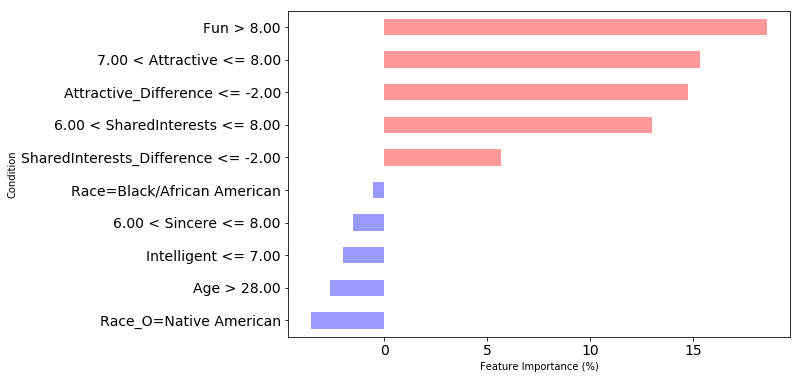 Fun > 8.00
7.00 < Attractive <= 8.00
Attractive_Difference <= -2.00
6.00 < SharedInterests <= 8.00
SharedInterests_Difference <= -2.00
Race=Black/African American
6.00 < Sincere <= 8.00
Intelligent <= 7.00
Age > 28.00
Race_O=Native American
Condition
0 5 10 15
Feature Importance (%)